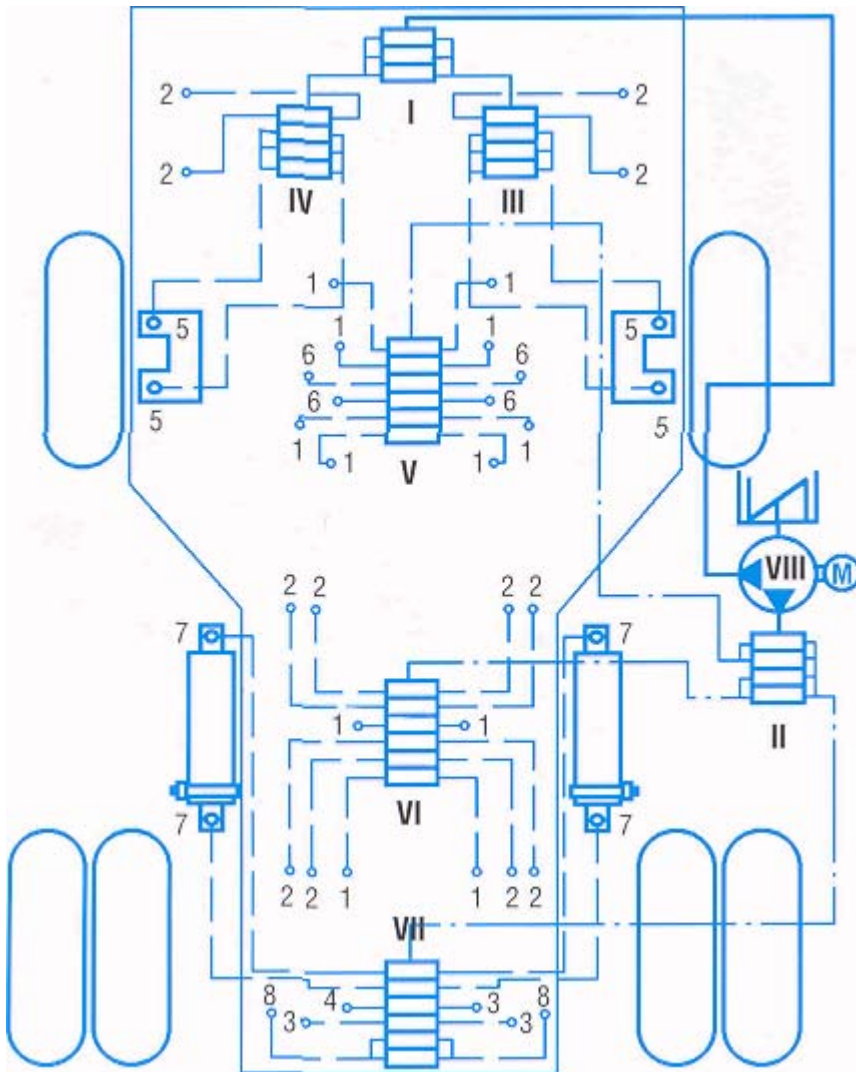 2 I 2
2 IV III 2
1 1
5 1 1 5
6 6
5 6 6 5
1 1 V 1 1
VIII M
2 2 2 2
7 7
1 1
II
VI
7 7
2 2 1 1 2 2
VII
8 4 3 8
3 3